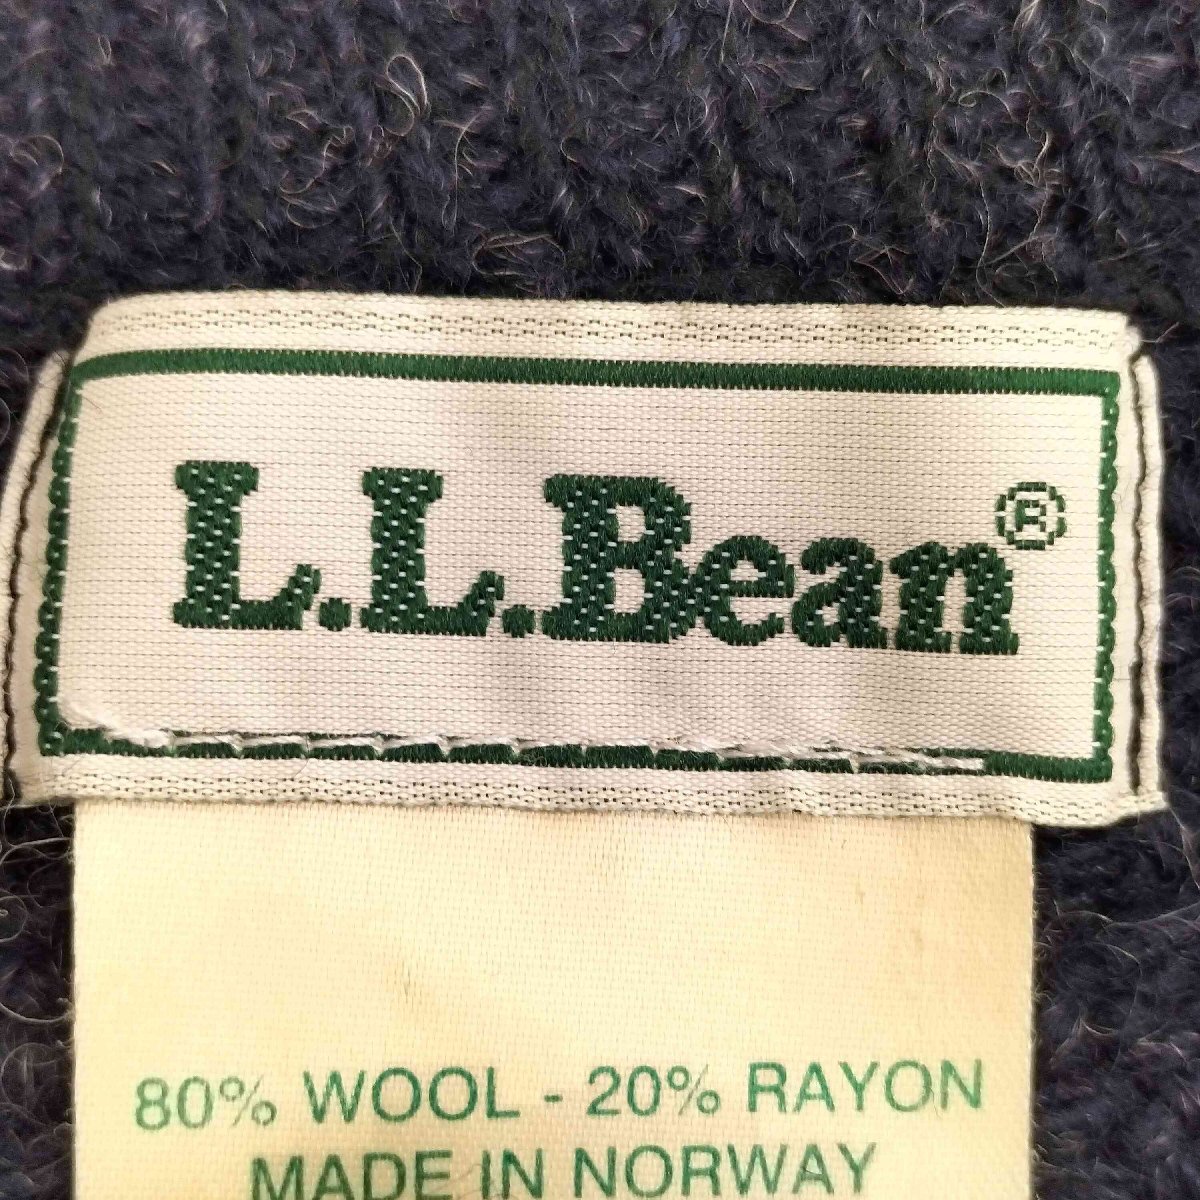 L.L.Bean®
80% WOOL - 20% RAYON
MADE IN NORWAY